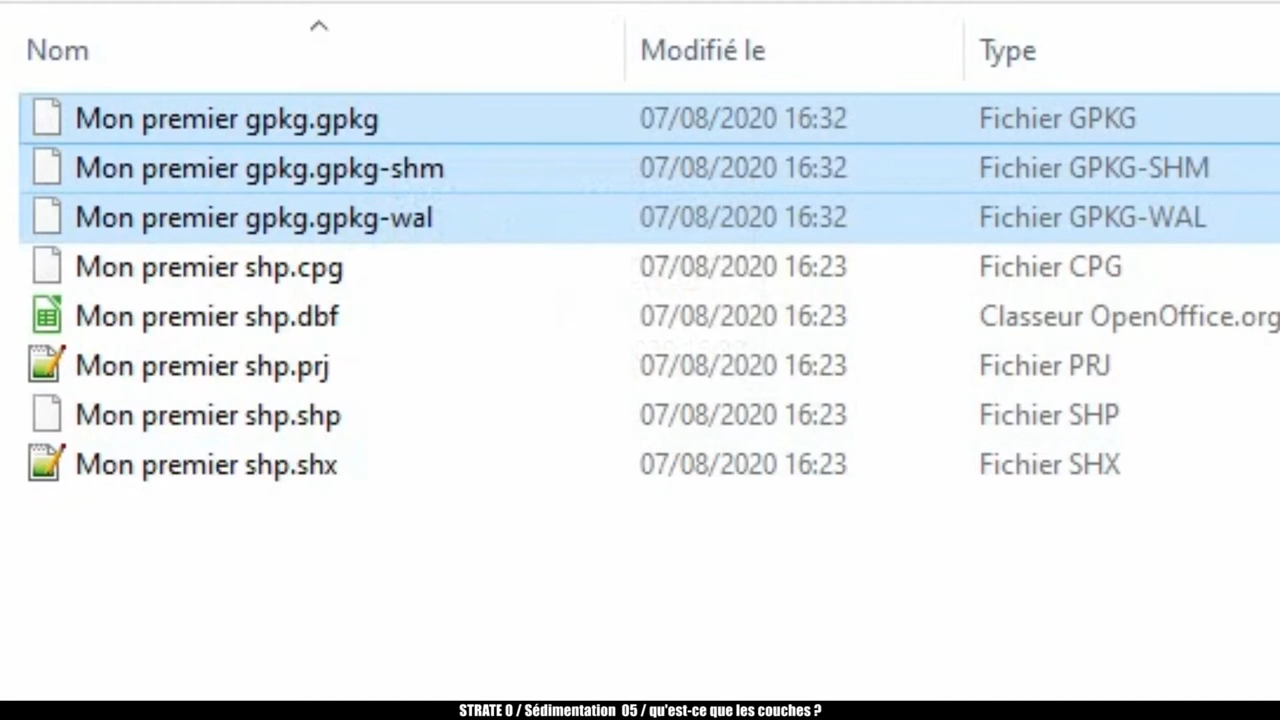 Nom Modifié le Type
Mon premier gpkg.gpkg 07/08/2020 16:32 Fichier GPKG
Mon premier gpkg.gpkg-shm 07/08/2020 16:32 Fichier GPKG-SHM
Mon premier gpkg.gpkg-wal 07/08/2020 16:32 Fichier GPKG-WAL
Mon premier shp.cpg 07/08/2020 16:23 Fichier CPG
Mon premier shp.dbf 07/08/2020 16:23 Classeur OpenOffice.org
Mon premier shp.prj 07/08/2020 16:23 Fichier PRJ
Mon premier shp.shp 07/08/2020 16:23 Fichier SHP
Mon premier shp.shx 07/08/2020 16:23 Fichier SHX
STRATE 0 / Sédimentation 05 / qu'est-ce que les couches ?